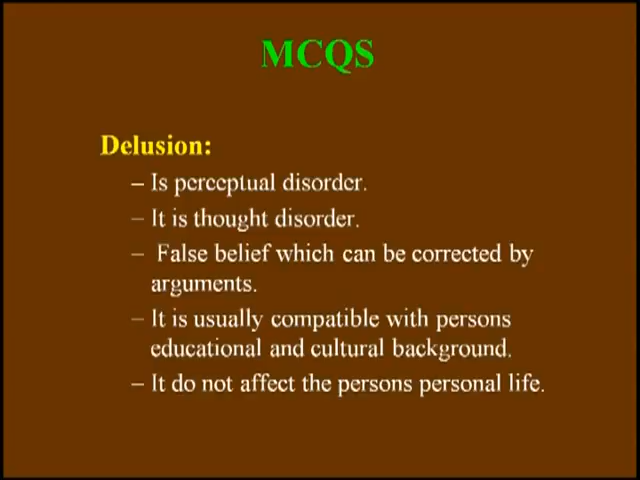 MCQS
Delusion:
– Is perceptual disorder.
– It is thought disorder.
– False belief which can be corrected by
arguments.
– It is usually compatible with persons
educational and cultural background.
– It do not affect the persons personal life.